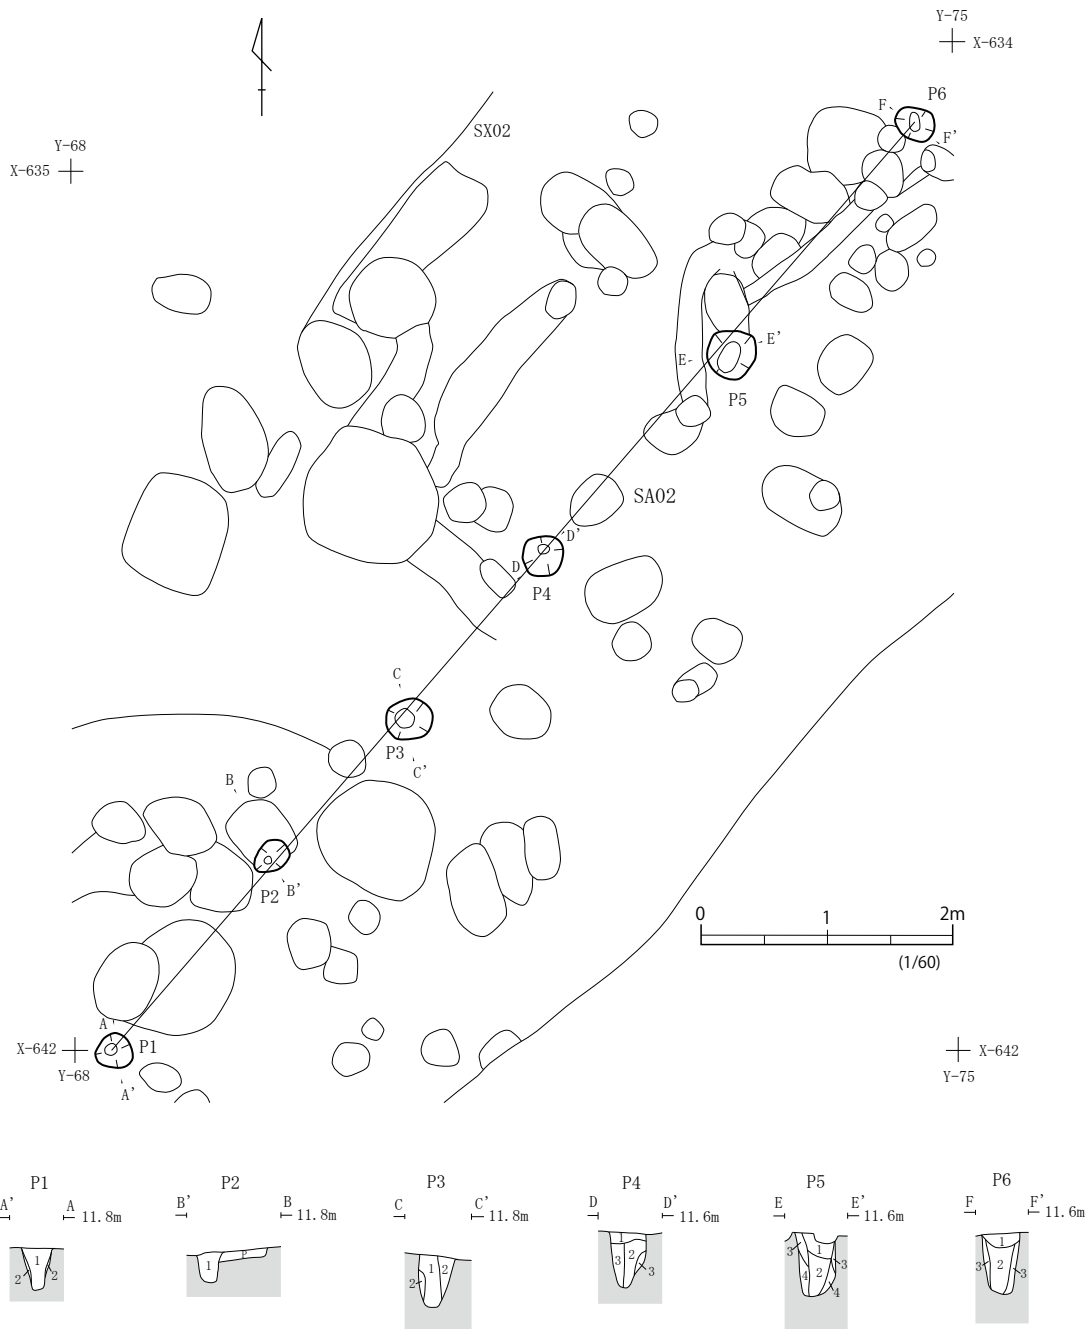 Y-75
X-634
P6
F
F'
SX02
Y-68
X-635
E'
E
P5
SA02
D'
D
P4
C
P3
C'
B
B'
P2
0 1 2m
(1/60)
A
P1
X-642
Y-68
A'
X-642
Y-75
P1 P2 P3 P4 P5 P6
A' A 11.8m B' B 11.8m C C' 11.8m D D' 11.6m E E' 11.6m F F' 11.6m
1 2 2
1 P
1 2 2
1 3 2 3
3 1 3 4 2 4
1 3 2 3